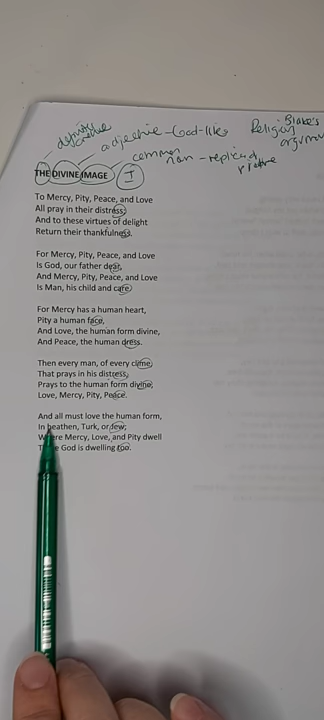 definite
adjective - God-like
Religion
Blake's
common
noun - replica
THE DIVINE IMAGE
I
To Mercy, Pity, Peace, and Love
All pray in their distress;
And to these virtues of delight
Return their thankfulness.
For Mercy, Pity, Peace, and Love
Is God, our father dear,
And Mercy, Pity, Peace, and Love
Is Man, his child and care.
For Mercy has a human heart,
Pity a human face,
And Love, the human form divine,
And Peace, the human dress.
Then every man, of every clime,
That prays in his distress,
Prays to the human form divine,
Love, Mercy, Pity, Peace.
And all must love the human form,
In heathen, Turk, or Jew;
Where Mercy, Love, and Pity dwell
God is dwelling too.